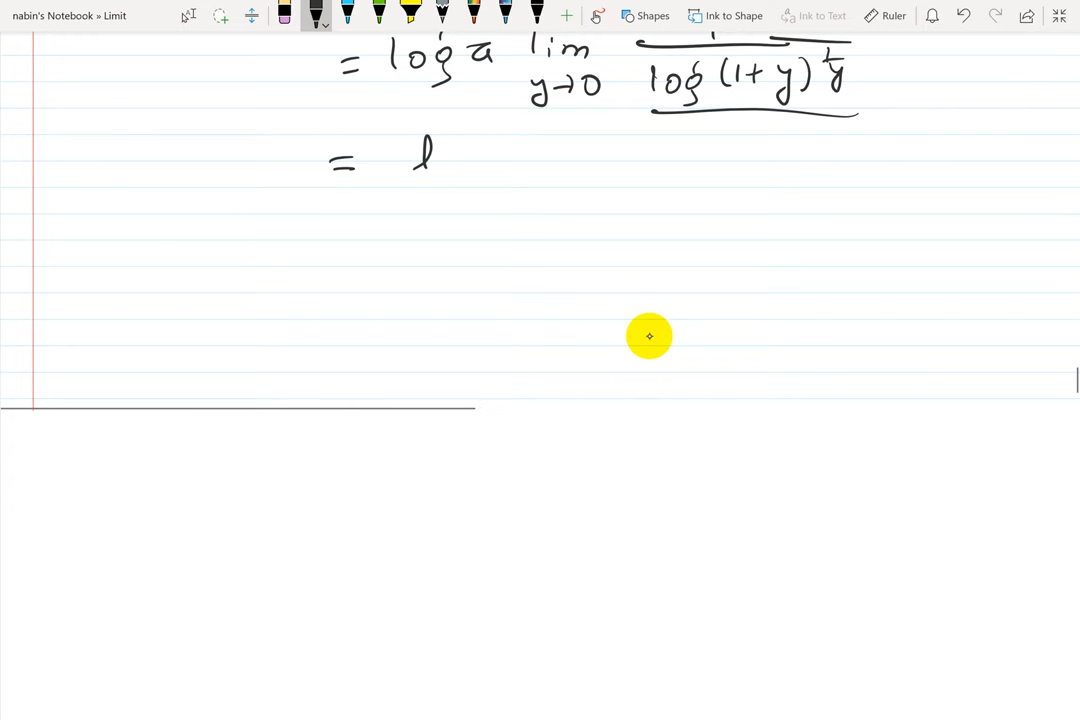 nabin's Notebook » Limit Shapes Ink to Shape Ink to Text Ruler
= log a lim 1
y→0 log (1+y)^1/y
= l